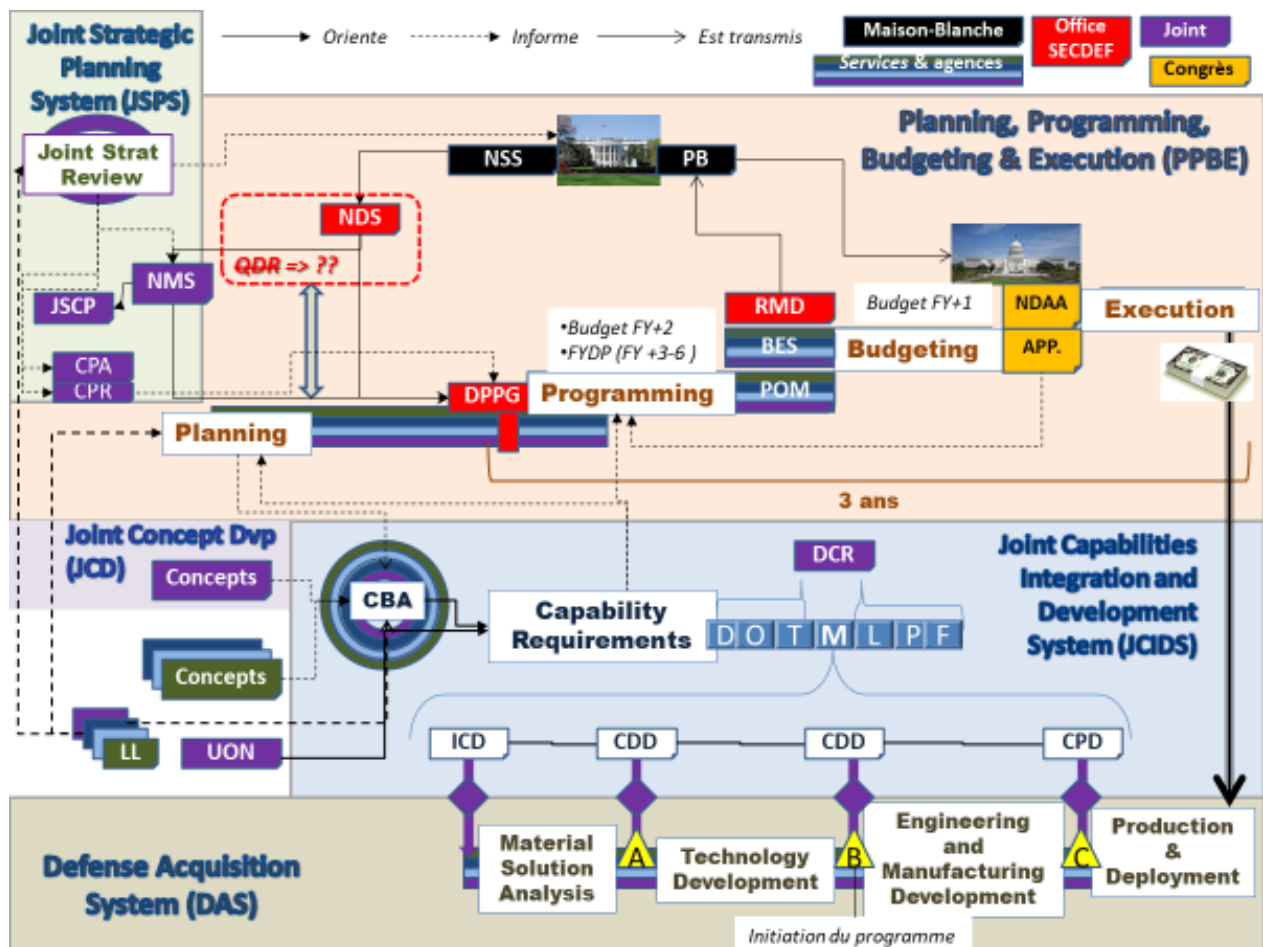 Joint Strategic
Planning
System (JSPS)
Oriente
Informe
Est transmis
Maison-Blanche
Services & agences
Office
SECDEF
Joint
Congrès
Planning, Programming,
Budgeting & Execution (PPBE)
Joint Strat
Review
NSS
PB
NDS
QDR => ??
NMS
JSCP
CPA
CPR
RMD
Budget FY+1
NDAA
Execution
•Budget FY+2
•FYDP (FY +3-6 )
BES
Budgeting
APP.
DPPG
Programming
POM
Planning
3 ans
Joint Concept Dvp
(JCD)
Concepts
CBA
Capability
Requirements
DCR
D O T M L P F
Joint Capabilities
Integration and
Development
System (JCIDS)
Concepts
LL
UON
ICD
CDD
CDD
CPD
Defense Acquisition
System (DAS)
Material
Solution
Analysis
A
Technology
Development
B
Engineering
and
Manufacturing
Development
C
Production
&
Deployment
Initiation du programme